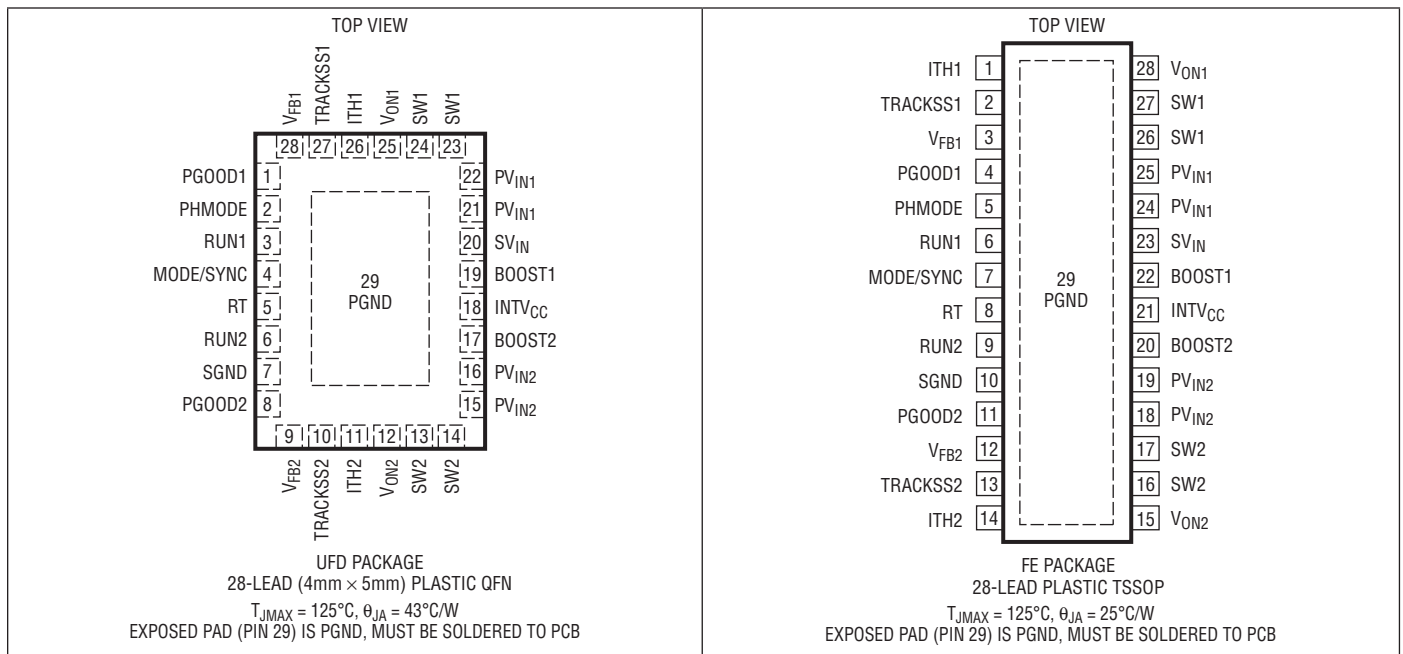 TOP VIEW
VFB1
TRACKSS1
ITH1
VON1
SW1
SW1
28 27 26 25 24 23
PGOOD1 1
PHMODE 2
RUN1 3
MODE/SYNC 4
RT 5
RUN2 6
SGND 7
PGOOD2 8
22 PVIN1
21 PVIN1
20 SVIN
19 BOOST1
18 INTVCC
17 BOOST2
16 PVIN2
15 PVIN2
29
PGND
9 10 11 12 13 14
VFB2
TRACKSS2
ITH2
VON2
SW2
SW2
UFD PACKAGE
28-LEAD (4mm × 5mm) PLASTIC QFN
TJMAX = 125°C, θJA = 43°C/W
EXPOSED PAD (PIN 29) IS PGND, MUST BE SOLDERED TO PCB
TOP VIEW
ITH1 1
TRACKSS1 2
VFB1 3
PGOOD1 4
PHMODE 5
RUN1 6
MODE/SYNC 7
RT 8
RUN2 9
SGND 10
PGOOD2 11
VFB2 12
TRACKSS2 13
ITH2 14
29
PGND
28 VON1
27 SW1
26 SW1
25 PVIN1
24 PVIN1
23 SVIN
22 BOOST1
21 INTVCC
20 BOOST2
19 PVIN2
18 PVIN2
17 SW2
16 SW2
15 VON2
FE PACKAGE
28-LEAD PLASTIC TSSOP
TJMAX = 125°C, θJA = 25°C/W
EXPOSED PAD (PIN 29) IS PGND, MUST BE SOLDERED TO PCB